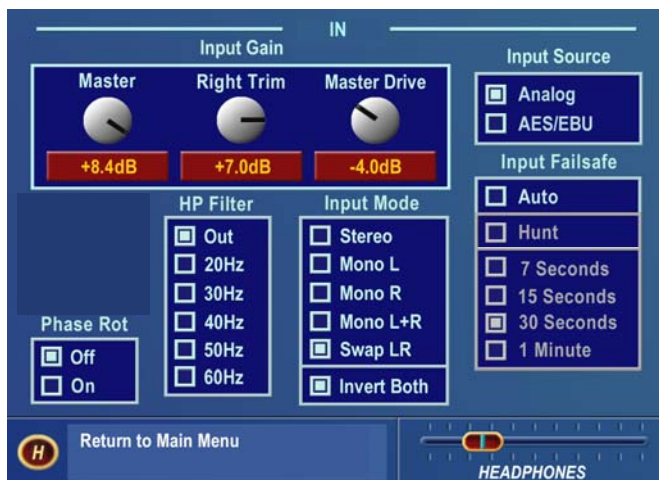 IN
Input Gain
Master
Right Trim
Master Drive
+8.4dB
+7.0dB
-4.0dB
Input Source
Analog
AES/EBU
Input Failsafe
Auto
Hunt
7 Seconds
15 Seconds
30 Seconds
1 Minute
HP Filter
Out
20Hz
30Hz
40Hz
50Hz
60Hz
Input Mode
Stereo
Mono L
Mono R
Mono L+R
Swap LR
Invert Both
Phase Rot
Off
On
H
Return to Main Menu
HEADPHONES